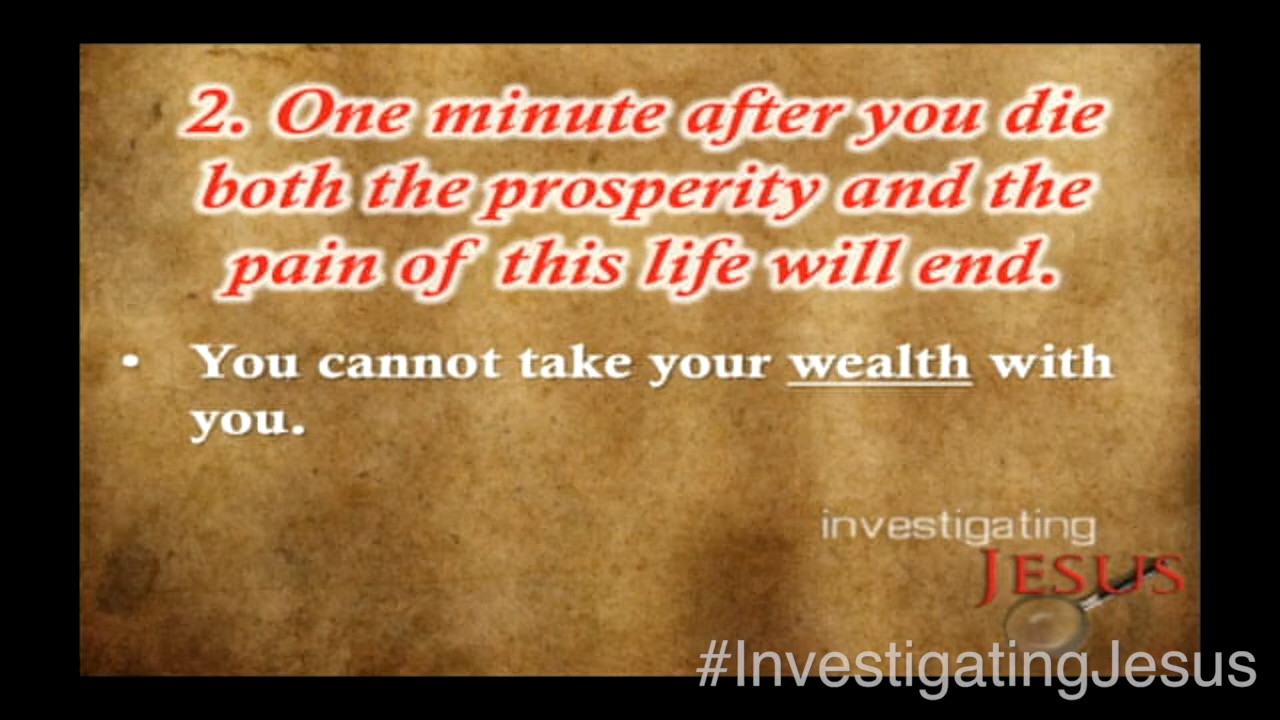 2. One minute after you die
both the prosperity and the
pain of this life will end.
• You cannot take your wealth with
you.
investigating
JESUS
#InvestigatingJesus